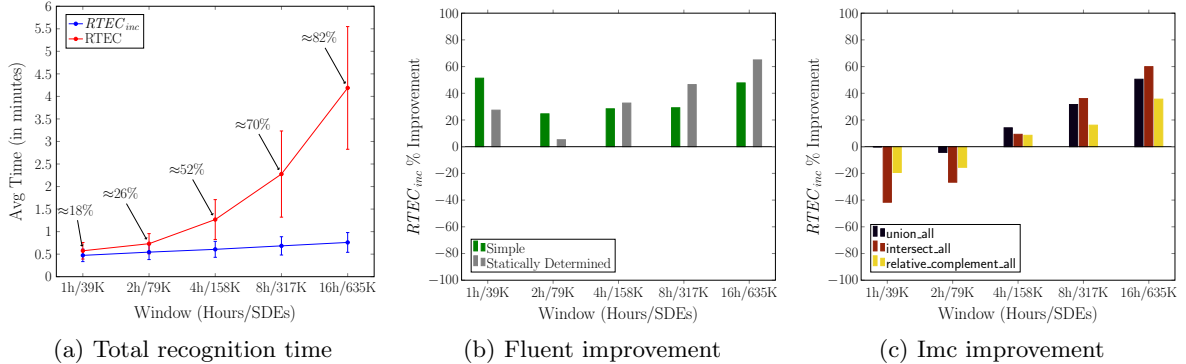 6
5.5
5
4.5
4
3.5
3
2.5
2
1.5
1
0.5
0
Avg Time (in minutes)
RTEC_inc
RTEC
≈18%
≈26%
≈52%
≈70%
≈82%
1h/39K 2h/79K 4h/158K 8h/317K 16h/635K
Window (Hours/SDEs)
(a) Total recognition time
100
80
60
40
20
0
−20
−40
−60
−80
−100
RTEC_inc % Improvement
Simple
Statically Determined
1h/39K 2h/79K 4h/158K 8h/317K 16h/635K
Window (Hours/SDEs)
(b) Fluent improvement
100
80
60
40
20
0
−20
−40
−60
−80
−100
RTEC_inc % Improvement
union_all
intersect_all
relative_complement_all
1h/39K 2h/79K 4h/158K 8h/317K 16h/635K
Window (Hours/SDEs)
(c) Imc improvement